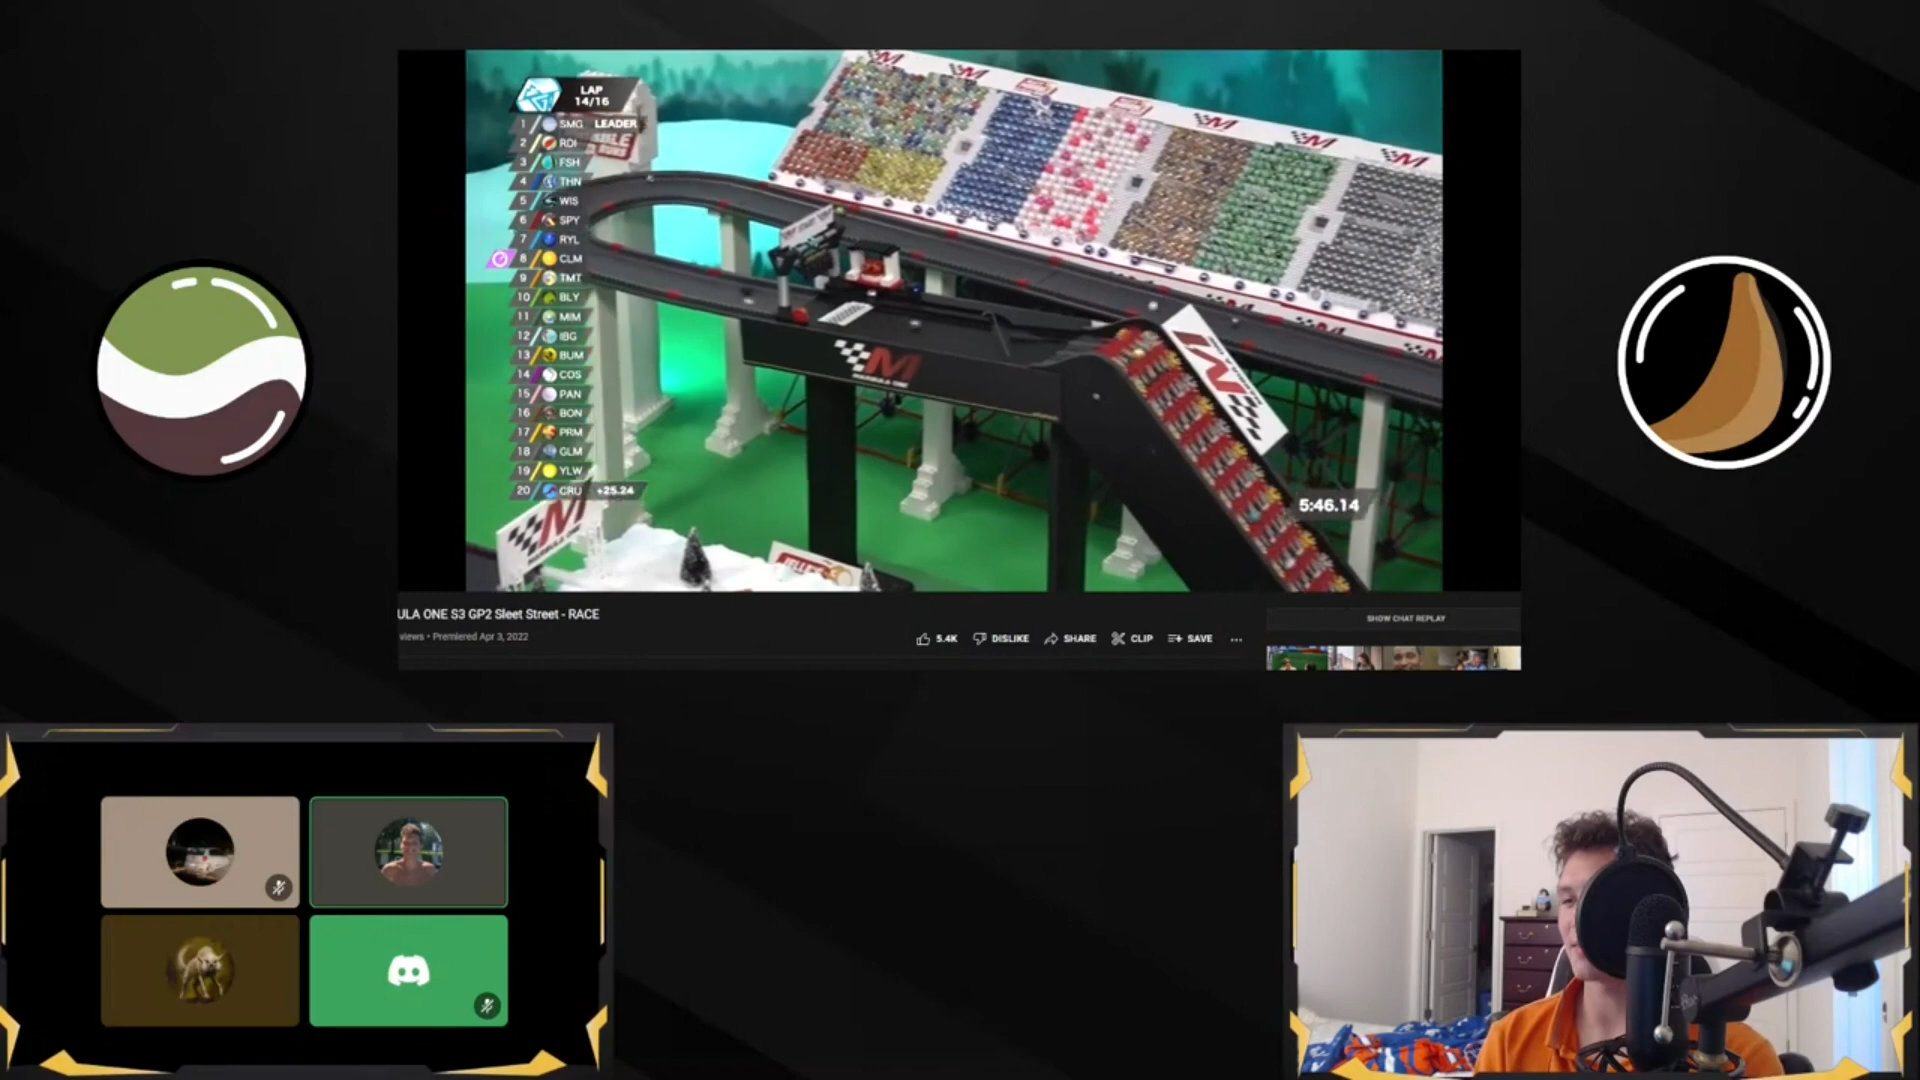 LAP
14/16
1 SMG LEADER
2 RDI
3 FSH
4 THN
5 WIS
6 SPY
7 RYL
8 CLM
9 TMT
10 BLY
11 MIM
12 IBG
13 BUM
14 COS
15 PAN
16 BON
17 PRM
18 GLM
19 YLW
20 CRU +25.24
M
5:46.14
ULA ONE S3 GP2 Sleet Street - RACE
views • Premiered Apr 3, 2022
5.4K DISLIKE SHARE CLIP SAVE ...
SHOW CHAT REPLAY